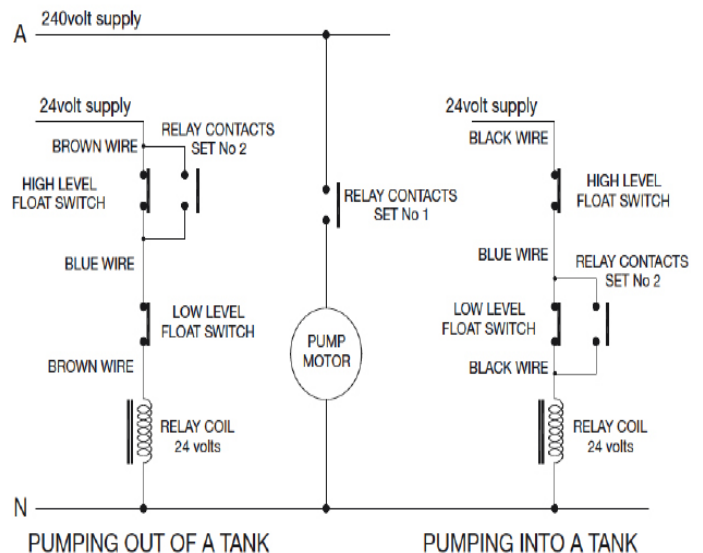 A
240volt supply
24volt supply
BROWN WIRE
RELAY CONTACTS
SET No 2
HIGH LEVEL
FLOAT SWITCH
BLUE WIRE
LOW LEVEL
FLOAT SWITCH
BROWN WIRE
RELAY COIL
24 volts
RELAY CONTACTS
SET No 1
PUMP
MOTOR
24volt supply
BLACK WIRE
HIGH LEVEL
FLOAT SWITCH
BLUE WIRE
RELAY CONTACTS
SET No 2
LOW LEVEL
FLOAT SWITCH
BLACK WIRE
RELAY COIL
24 volts
N
PUMPING OUT OF A TANK
PUMPING INTO A TANK